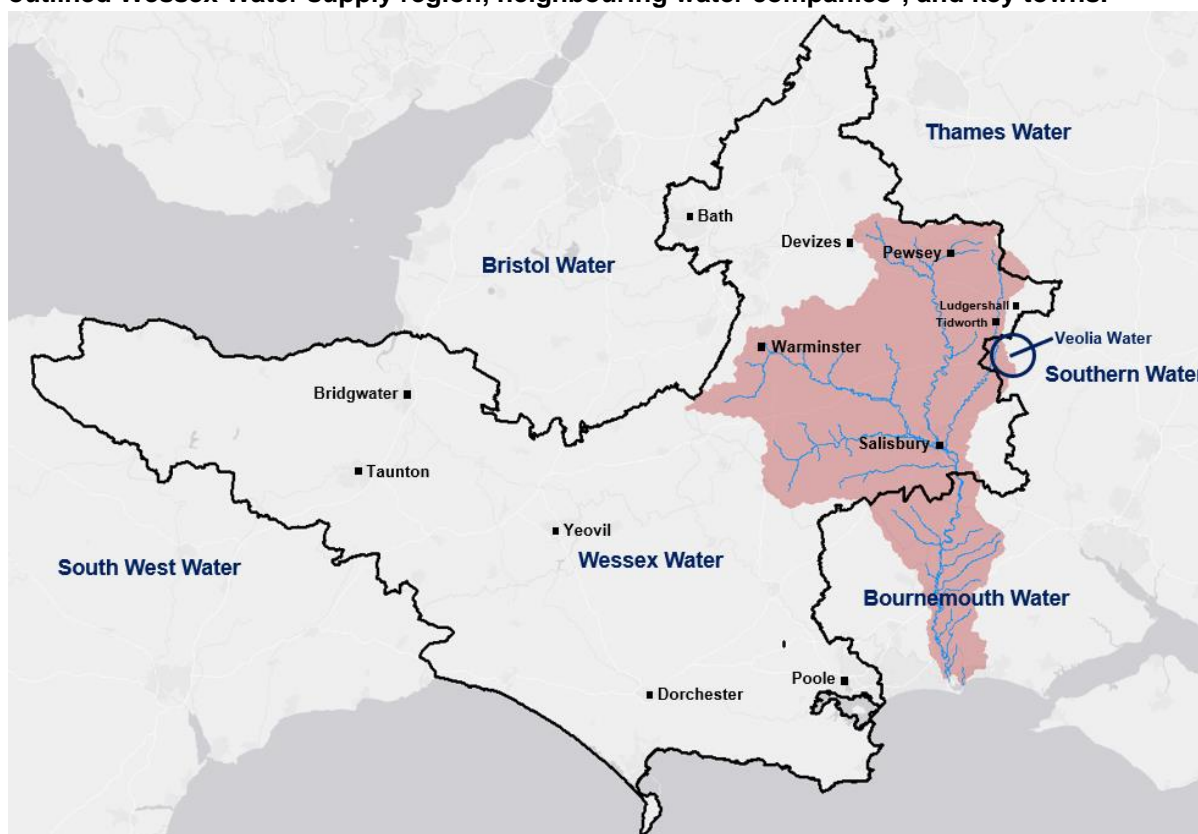 outlined Wessex Water supply region, neighbouring water companies , and key towns.
Thames Water
Bath
Devizes
Pewsey
Bristol Water
Ludgershall
Tidworth
Veolia Water
Warminster
Southern Water
Bridgwater
Salisbury
Taunton
Yeovil
South West Water
Wessex Water
Bournemouth Water
Poole
Dorchester